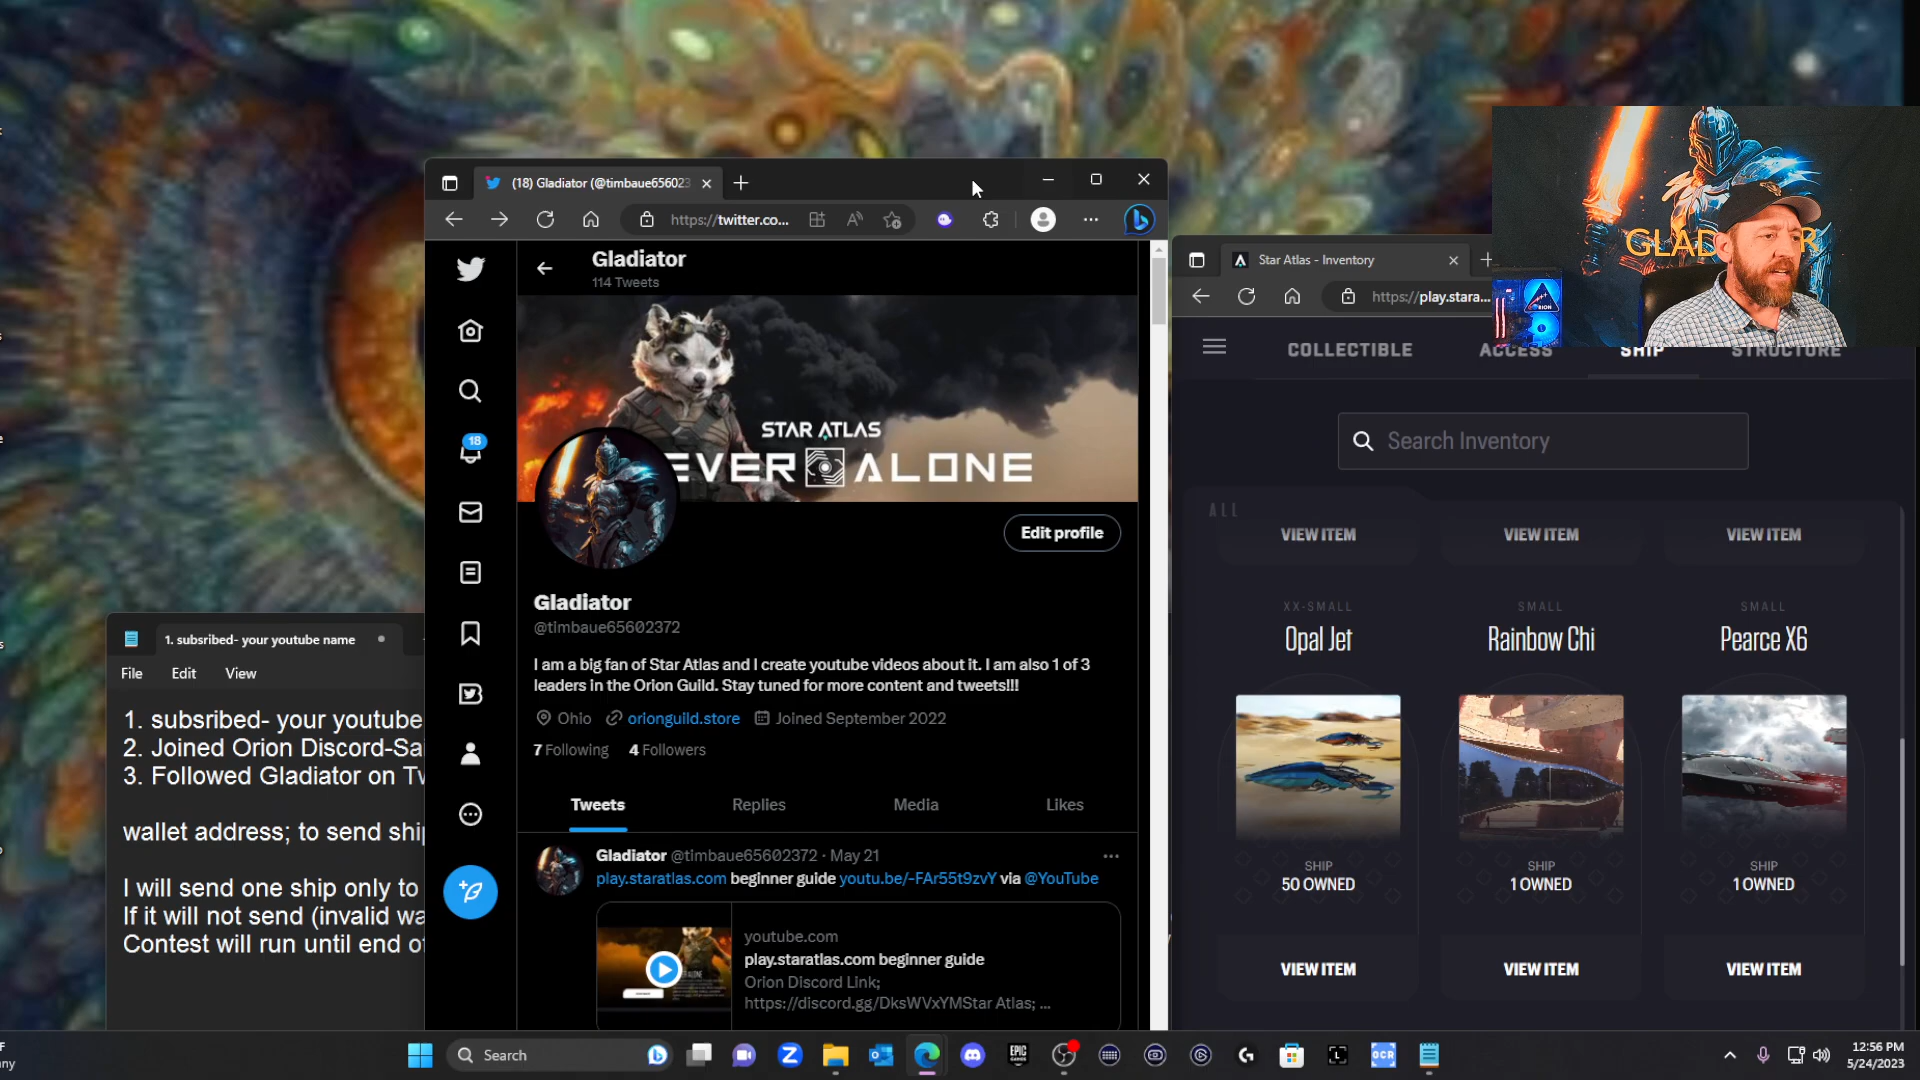 (18) Gladiator (@timbaue656023
https://twitter.co...
Gladiator
114 Tweets
STAR ATLAS
EVER ALONE
18
Edit profile
Gladiator
@timbaue65602372
I am a big fan of Star Atlas and I create youtube videos about it. I am also 1 of 3
leaders in the Orion Guild. Stay tuned for more content and tweets!!!
Ohio orionguild.store Joined September 2022
7 Following 4 Followers
Tweets Replies Media Likes
Gladiator @timbaue65602372 · May 21
play.staratlas.com beginner guide youtu.be/-FAr55t9zvY via @YouTube
youtube.com
play.staratlas.com beginner guide
Orion Discord Link;
https://discord.gg/DksWVxYMStar Atlas; ...
1. subsribed- your youtube name
File Edit View
1. subsribed- your youtube
2. Joined Orion Discord-Sa
3. Followed Gladiator on Tw
wallet address; to send ship
I will send one ship only to
If it will not send (invalid wa
Contest will run until end of
Star Atlas - Inventory
https://play.stara...
COLLECTIBLE ACCESS SHIP STRUCTURE
Search Inventory
ALL
VIEW ITEM VIEW ITEM VIEW ITEM
XX-SMALL SMALL SMALL
Opal Jet Rainbow Chi Pearce X6
SHIP SHIP SHIP
50 OWNED 1 OWNED 1 OWNED
VIEW ITEM VIEW ITEM VIEW ITEM
GLAD R
ORION
Search
EPIC GAMES
OCR
12:56 PM
5/24/2023